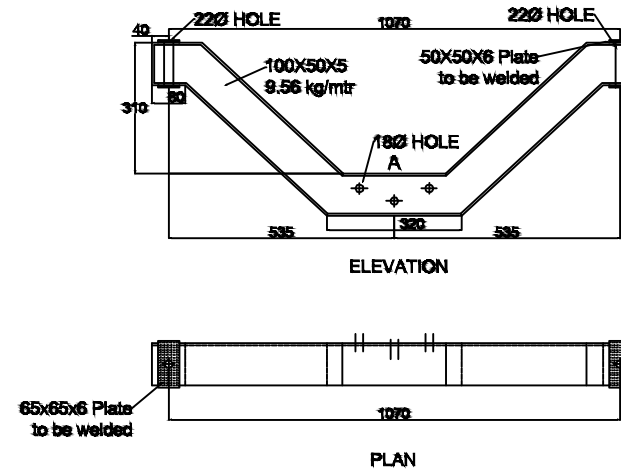 22Ø HOLE
1070
22Ø HOLE
40
50X50X6 Plate
to be welded
100X50X5
9.56 kg/mtr
60
310
18Ø HOLE
A
320
535
535
ELEVATION
65x65x6 Plate
to be welded
1070
PLAN